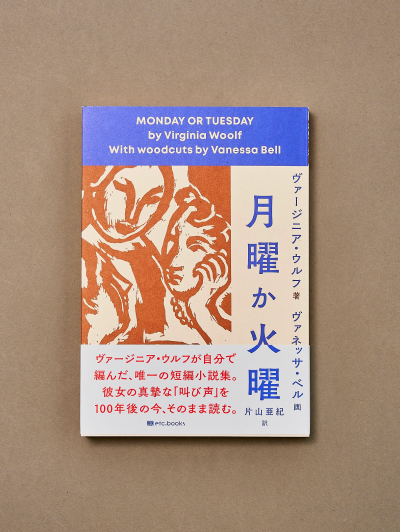 MONDAY OR TUESDAY
by Virginia Woolf
With woodcuts by Vanessa Bell
ヴァージニア・ウルフ 著 ヴァネッサ・ベル 画
月曜か火曜
片山亜紀 訳
ヴァージニア・ウルフが自分で
編んだ、唯一の短編小説集。
彼女の真摯な「叫び声」を
100年後の今、そのまま読む。
etc.books